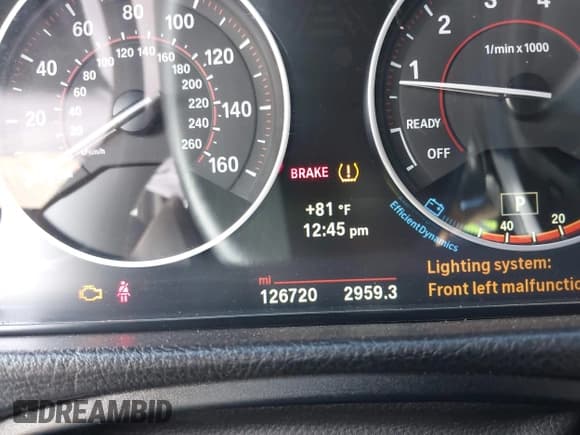 20 40 60 80 100 120 140 160
20 40 60 80 100 120 140 160 180 200 220 240 260
km/h
1 2 3 4
1/min x 1000
READY
OFF
BRAKE
+81 °F
12:45 pm
P
EfficientDynamics
40 20
mi
126720 2959.3
Lighting system:
Front left malfunctio
DREAMBID